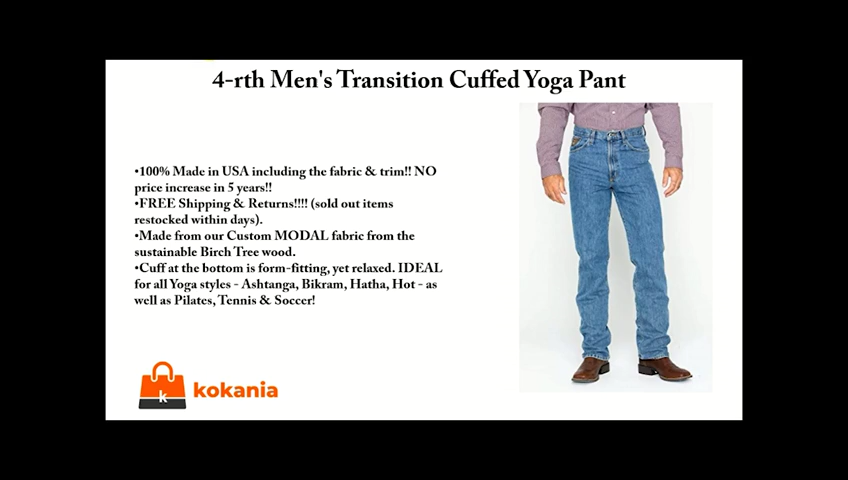 4-rth Men's Transition Cuffed Yoga Pant
•100% Made in USA including the fabric & trim!! NO
price increase in 5 years!!
•FREE Shipping & Returns!!!! (sold out items
restocked within days).
•Made from our Custom MODAL fabric from the
sustainable Birch Tree wood.
•Cuff at the bottom is form-fitting, yet relaxed. IDEAL
for all Yoga styles - Ashtanga, Bikram, Hatha, Hot - as
well as Pilates, Tennis & Soccer!
k
kokania